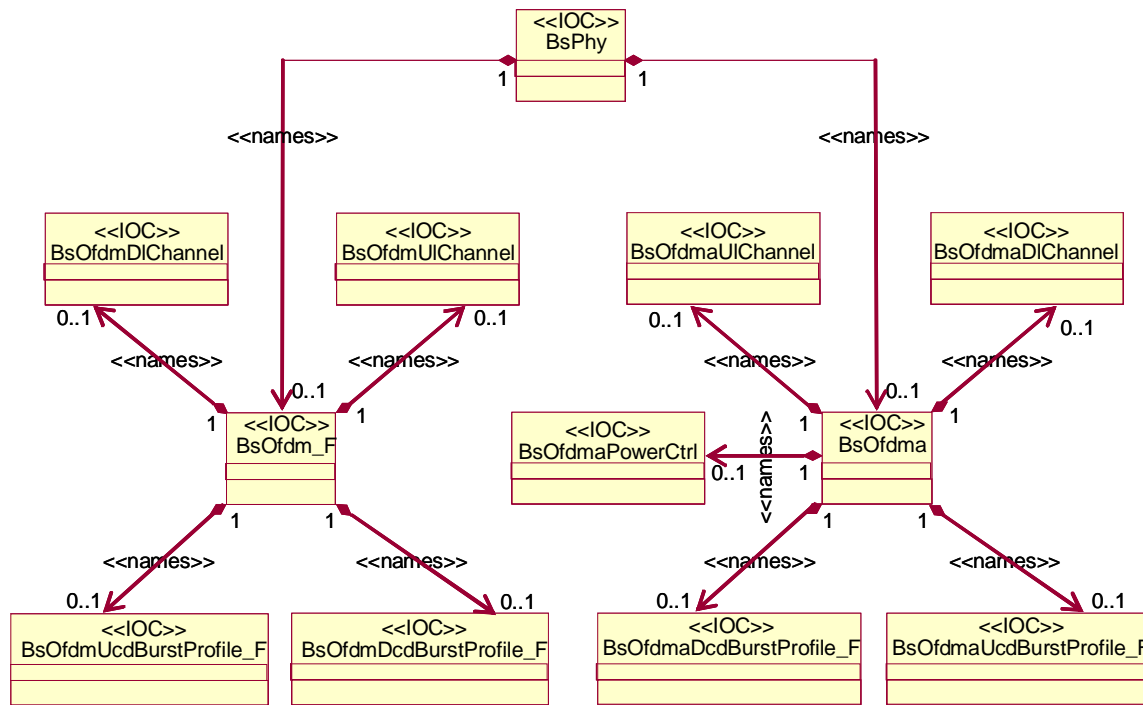 <<IOC>>
BsPhy
1
1
<<names>>
<<names>>
<<IOC>>
BsOfdmDlChannel
<<IOC>>
BsOfdmUlChannel
<<IOC>>
BsOfdmaUlChannel
<<IOC>>
BsOfdmaDlChannel
0..1
0..1
0..1
0..1
<<names>>
<<names>>
<<names>>
<<names>>
0..1
0..1
1
1
1
1
<<IOC>>
BsOfdm_F
<<IOC>>
BsOfdmaPowerCtrl
<<names>>
0..1
1
<<IOC>>
BsOfdma
1
1
1
1
<<names>>
<<names>>
<<names>>
<<names>>
0..1
0..1
0..1
0..1
<<IOC>>
BsOfdmUcdBurstProfile_F
<<IOC>>
BsOfdmDcdBurstProfile_F
<<IOC>>
BsOfdmaDcdBurstProfile_F
<<IOC>>
BsOfdmaUcdBurstProfile_F